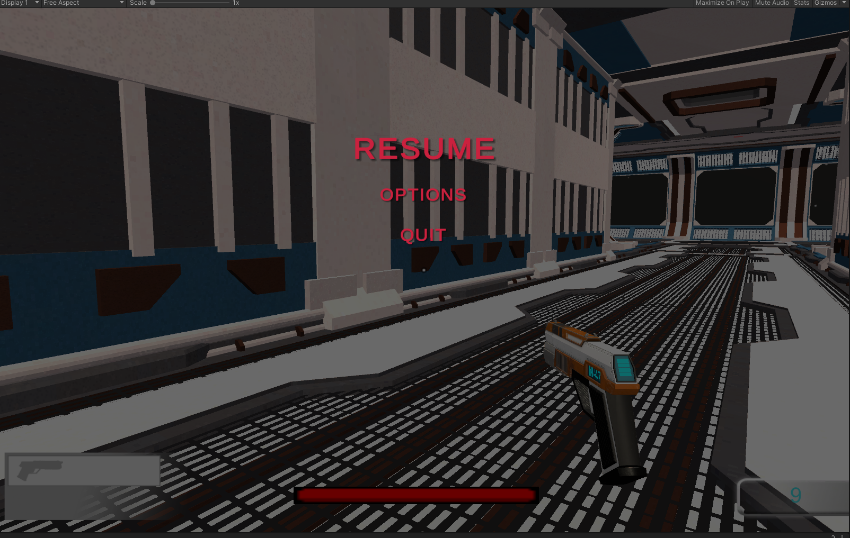 Display 1 Free Aspect Scale 1x Maximize On Play Mute Audio Stats Gizmos
RESUME
OPTIONS
QUIT
9